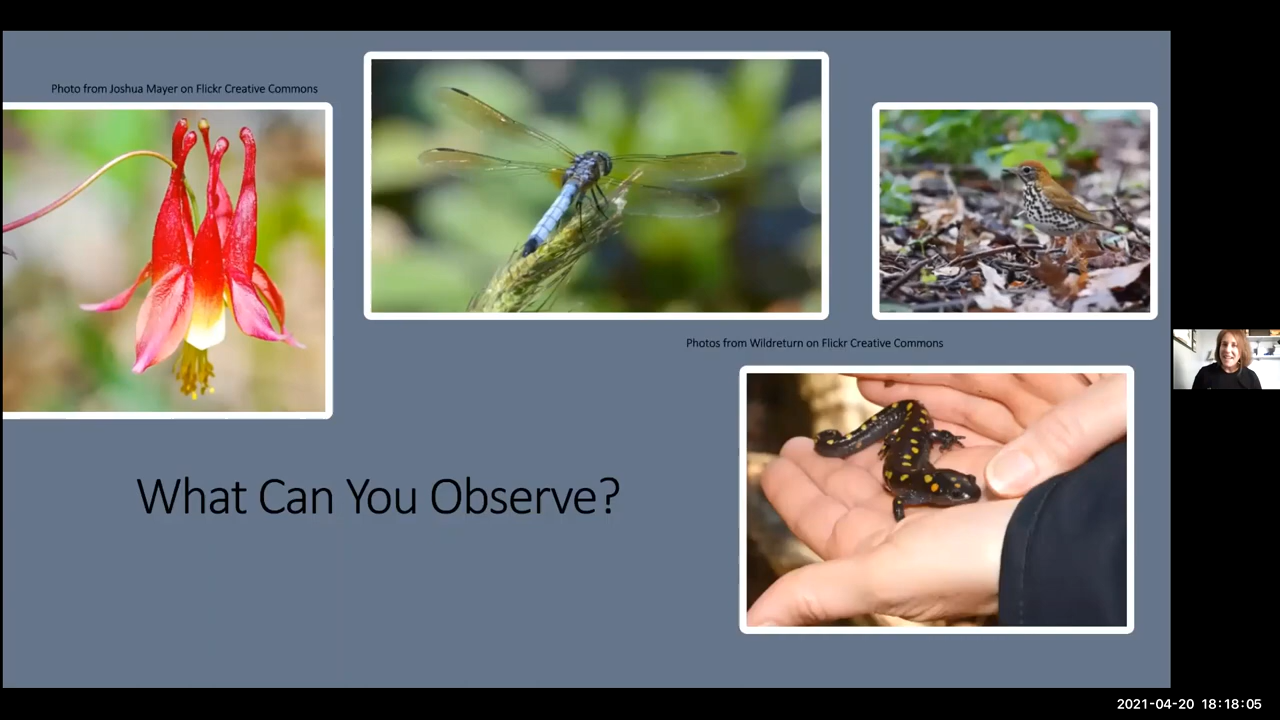 Photo from Joshua Mayer on Flickr Creative Commons
Photos from Wildreturn on Flickr Creative Commons
What Can You Observe?
2021-04-20 18:18:05